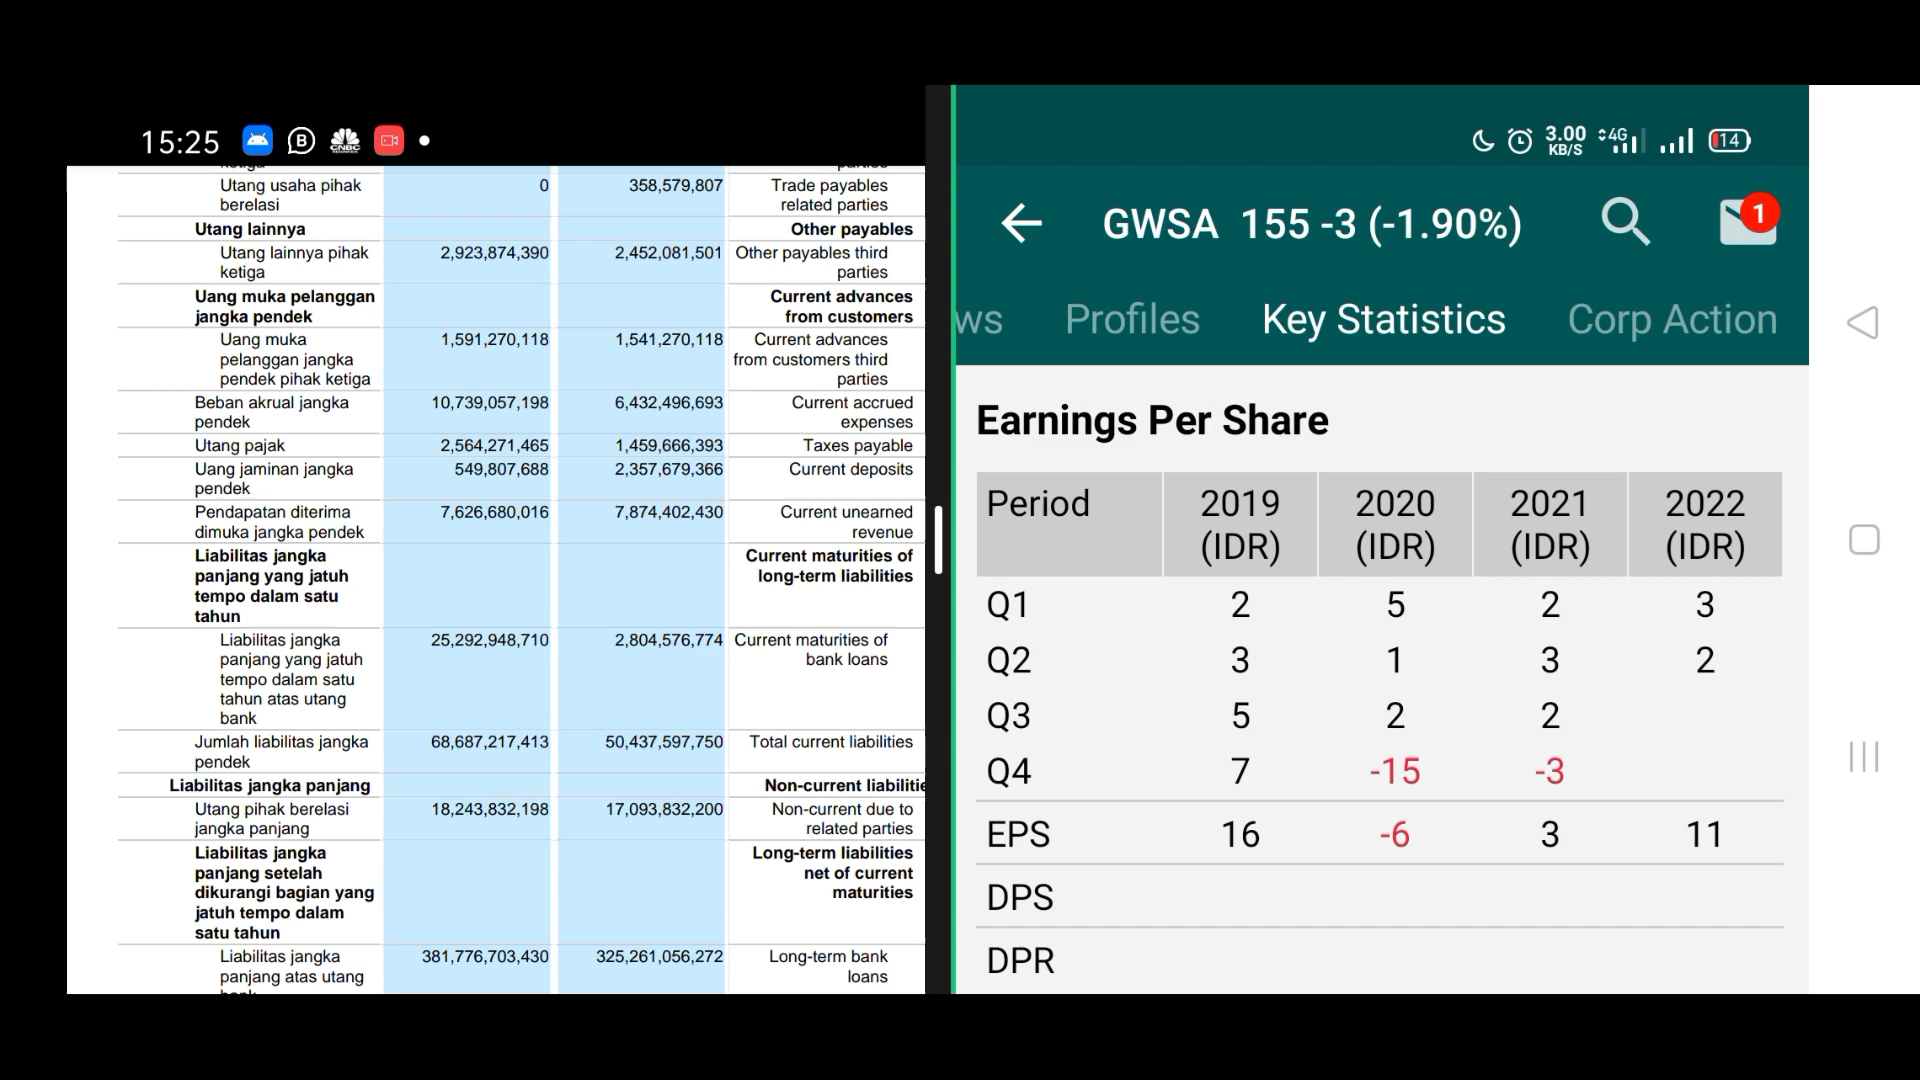 15:25
B
CNBC
3.00
KB/S
4G
14
ketiga
parties
Utang usaha pihak
berelasi
0
358,579,807
Trade payables
related parties
Utang lainnya
Other payables
Utang lainnya pihak
ketiga
2,923,874,390
2,452,081,501
Other payables third
parties
Uang muka pelanggan
jangka pendek
Current advances
from customers
Uang muka
pelanggan jangka
pendek pihak ketiga
1,591,270,118
1,541,270,118
Current advances
from customers third
parties
Beban akrual jangka
pendek
10,739,057,198
6,432,496,693
Current accrued
expenses
Utang pajak
2,564,271,465
1,459,666,393
Taxes payable
Uang jaminan jangka
pendek
549,807,688
2,357,679,366
Current deposits
Pendapatan diterima
dimuka jangka pendek
7,626,680,016
7,874,402,430
Current unearned
revenue
Liabilitas jangka
panjang yang jatuh
tempo dalam satu
tahun
Current maturities of
long-term liabilities
Liabilitas jangka
panjang yang jatuh
tempo dalam satu
tahun atas utang
bank
25,292,948,710
2,804,576,774
Current maturities of
bank loans
Jumlah liabilitas jangka
pendek
68,687,217,413
50,437,597,750
Total current liabilities
Liabilitas jangka panjang
Non-current liabilitie
Utang pihak berelasi
jangka panjang
18,243,832,198
17,093,832,200
Non-current due to
related parties
Liabilitas jangka
panjang setelah
dikurangi bagian yang
jatuh tempo dalam
satu tahun
Long-term liabilities
net of current
maturities
Liabilitas jangka
panjang atas utang
381,776,703,430
325,261,056,272
Long-term bank
loans
GWSA 155 -3 (-1.90%)
1
ws Profiles Key Statistics Corp Action
Earnings Per Share
Period 2019 (IDR) 2020 (IDR) 2021 (IDR) 2022 (IDR)
Q1 2 5 2 3
Q2 3 1 3 2
Q3 5 2 2
Q4 7 -15 -3
EPS 16 -6 3 11
DPS
DPR